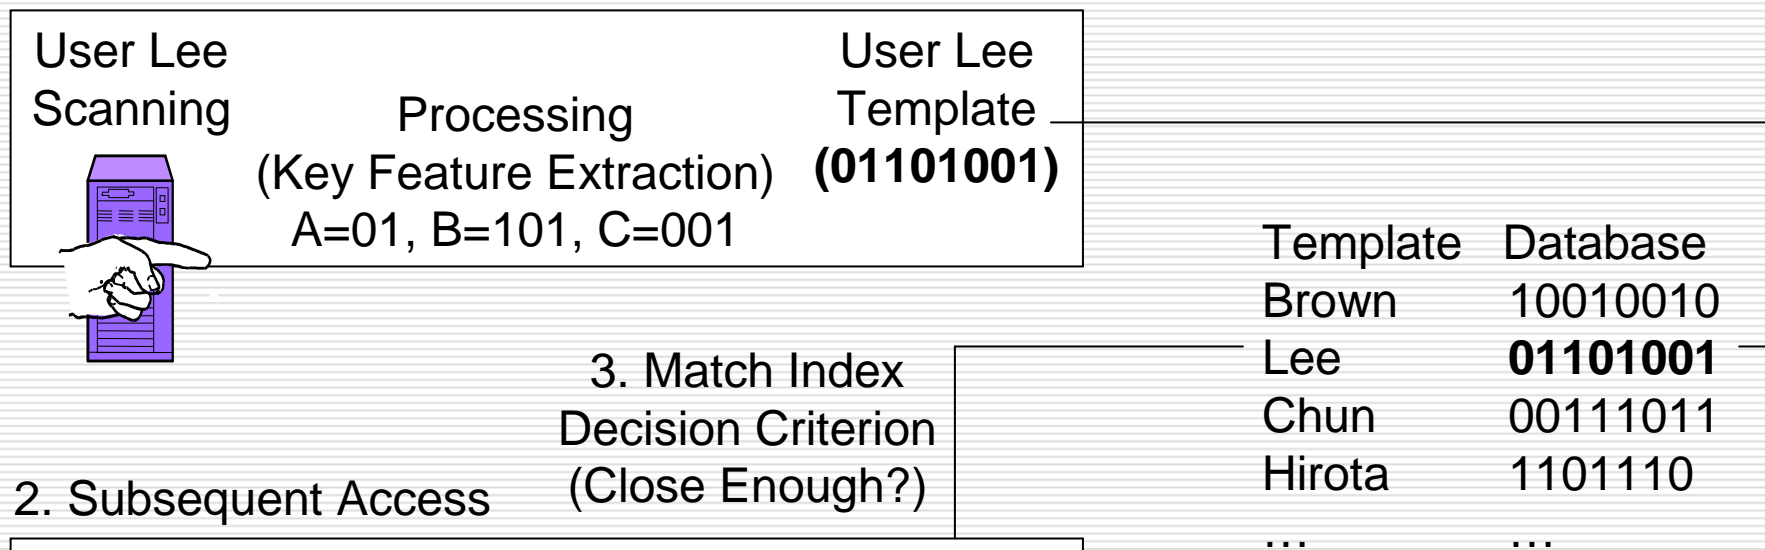 User Lee
Scanning
Processing
(Key Feature Extraction)
A=01, B=101, C=001
User Lee
Template
(01101001)
Template Database
Brown 10010010
Lee 01101001
Chun 00111011
Hirota 1101110
… …
3. Match Index
Decision Criterion
(Close Enough?)
2. Subsequent Access